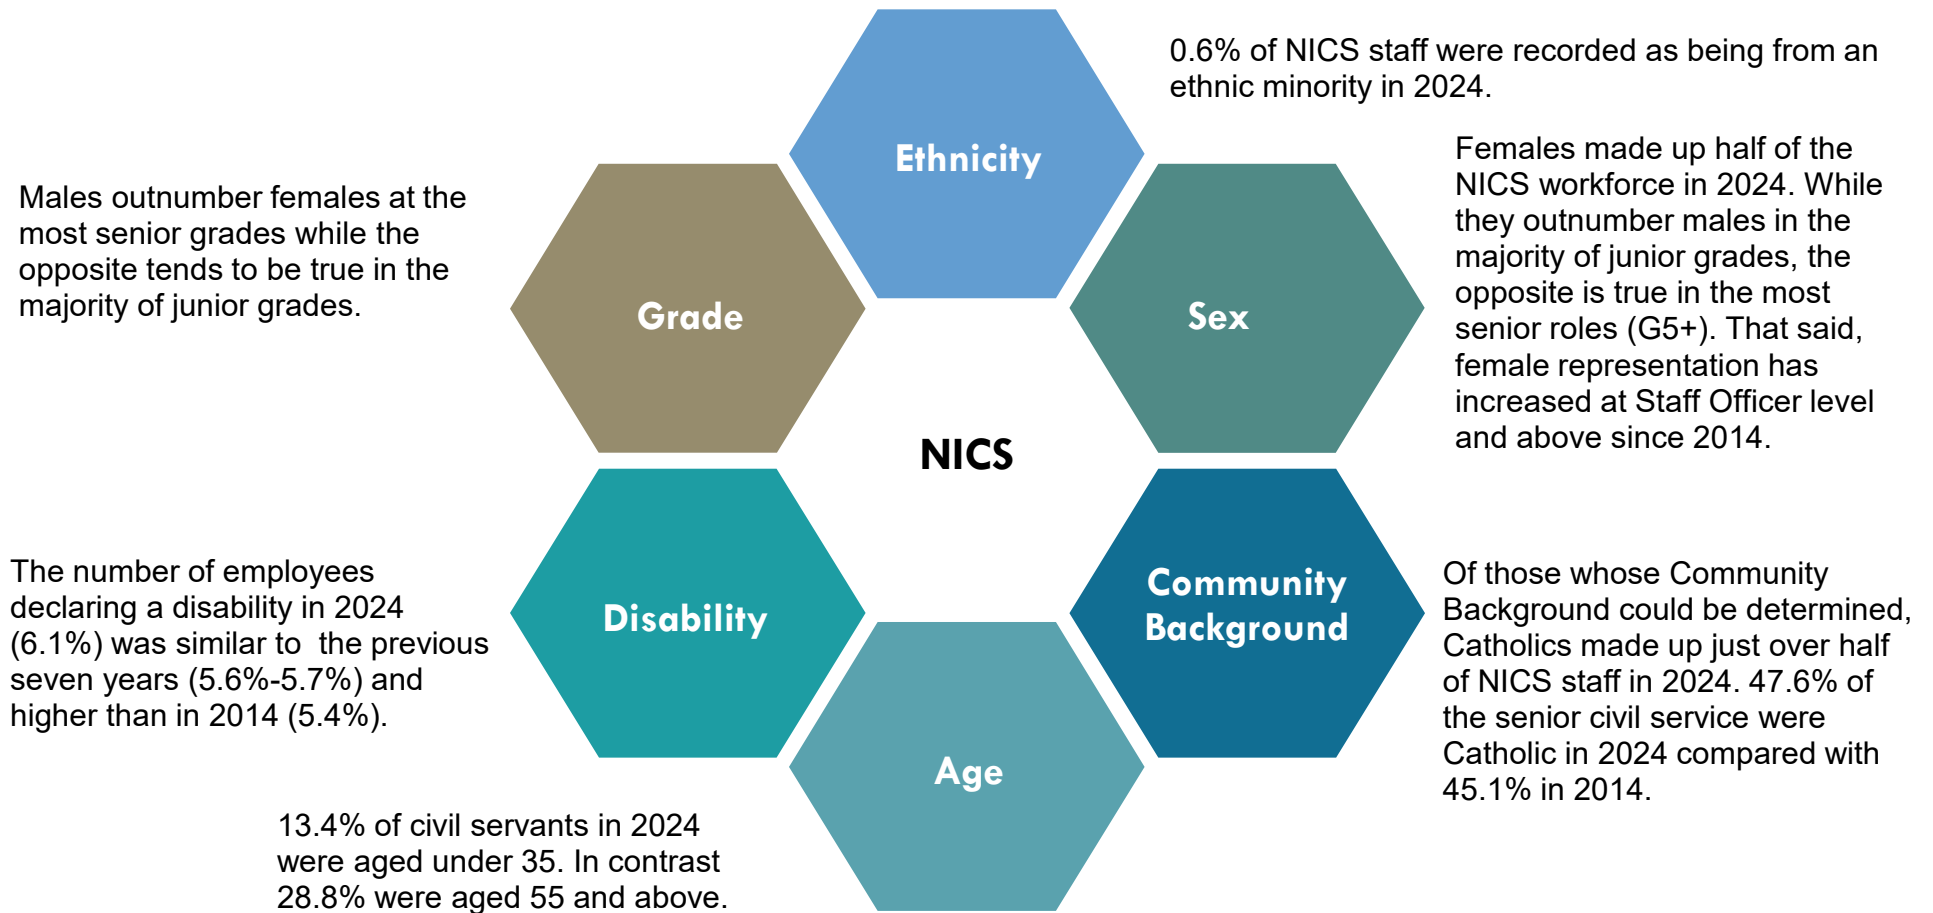 Ethnicity
0.6% of NICS staff were recorded as being from an
ethnic minority in 2024.
Sex
Females made up half of the
NICS workforce in 2024. While
they outnumber males in the
majority of junior grades, the
opposite is true in the most
senior roles (G5+). That said,
female representation has
increased at Staff Officer level
and above since 2014.
Males outnumber females at the
most senior grades while the
opposite tends to be true in the
majority of junior grades.
Grade
NICS
The number of employees
declaring a disability in 2024
(6.1%) was similar to  the previous
seven years (5.6%-5.7%) and
higher than in 2014 (5.4%).
Disability
Community
Background
Of those whose Community
Background could be determined,
Catholics made up just over half
of NICS staff in 2024. 47.6% of
the senior civil service were
Catholic in 2024 compared with
45.1% in 2014.
Age
13.4% of civil servants in 2024
were aged under 35. In contrast
28.8% were aged 55 and above.